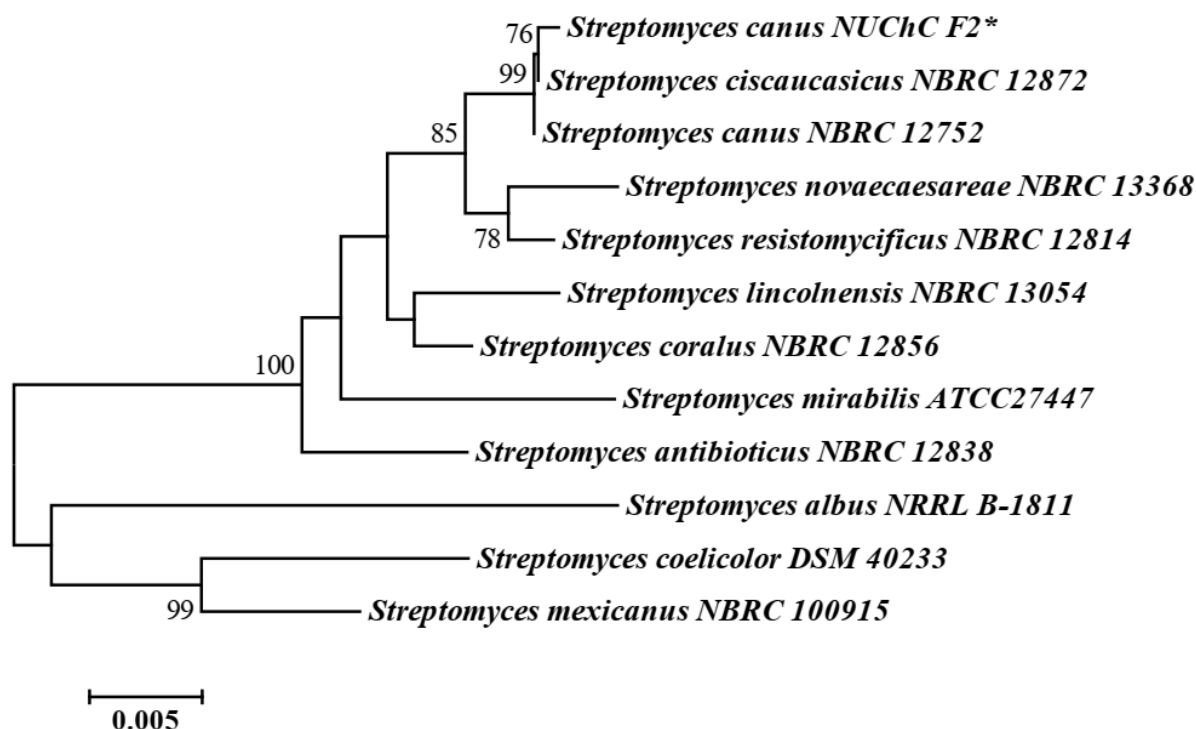 76
Streptomyces canus NUChC F2*
99
Streptomyces ciscaucasicus NBRC 12872
Streptomyces canus NBRC 12752
85
Streptomyces novaecaesareae NBRC 13368
78
Streptomyces resistomycificus NBRC 12814
Streptomyces lincolnensis NBRC 13054
Streptomyces coralus NBRC 12856
100
Streptomyces mirabilis ATCC27447
Streptomyces antibioticus NBRC 12838
Streptomyces albus NRRL B-1811
Streptomyces coelicolor DSM 40233
99
Streptomyces mexicanus NBRC 100915
0.005